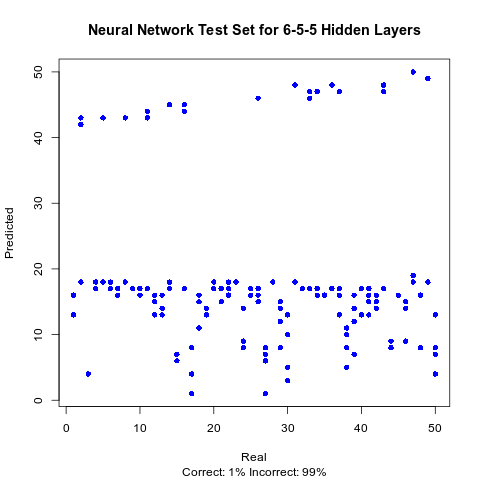 Neural Network Test Set for 6-5-5 Hidden Layers
Predicted
50
40
30
20
10
0
0 10 20 30 40 50
Real
Correct: 1% Incorrect: 99%